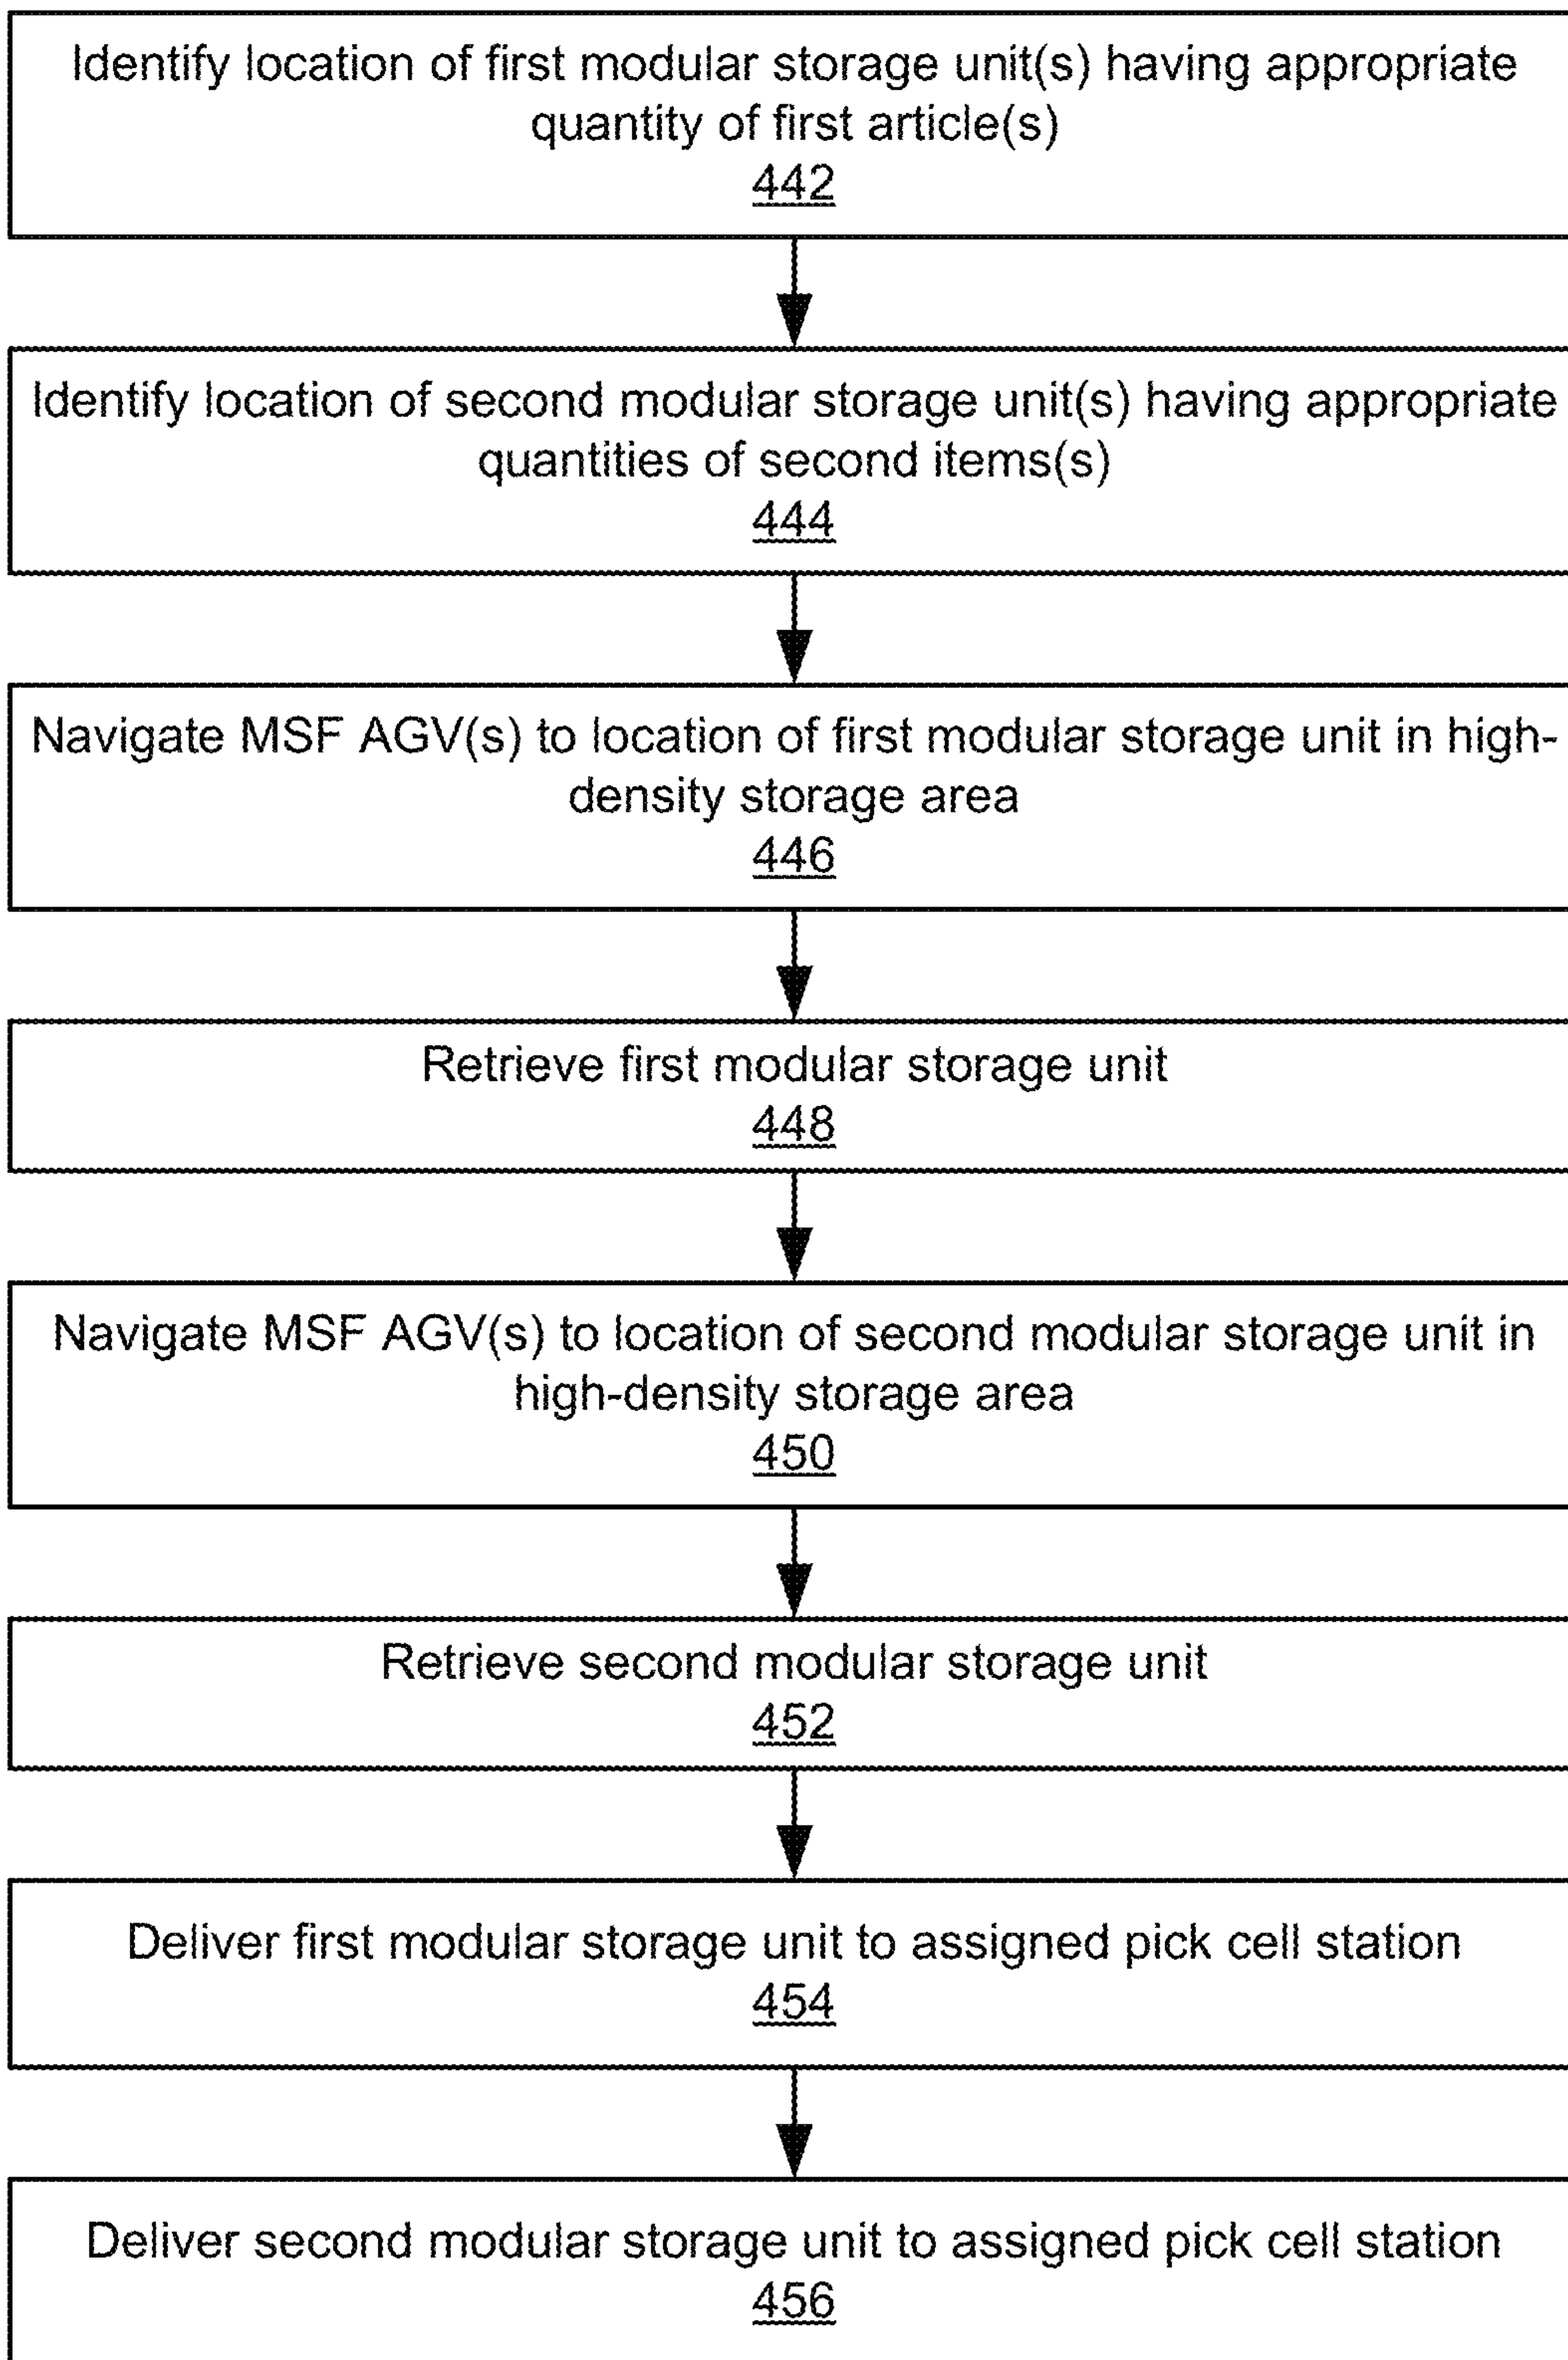 Identify location of first modular storage unit(s) having appropriate
quantity of first article(s)
442
Identify location of second modular storage unit(s) having appropriate
quantities of second items(s)
444
Navigate MSF AGV(s) to location of first modular storage unit in high-
density storage area
446
Retrieve first modular storage unit
448
Navigate MSF AGV(s) to location of second modular storage unit in
high-density storage area
450
Retrieve second modular storage unit
452
Deliver first modular storage unit to assigned pick cell station
454
Deliver second modular storage unit to assigned pick cell station
456